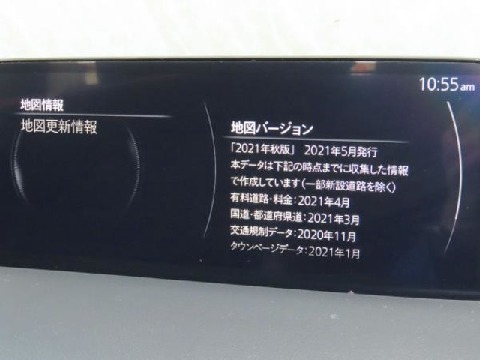 10:55am
地図情報
地図更新情報
地図バージョン
「2021年秋版」 2021年5月発行
本データは下記の時点までに収集した情報
で作成しています(一部新設道路を除く)
有料道路・料金:2021年4月
国道・都道府県道:2021年3月
交通規制データ:2020年11月
タウンページデータ:2021年1月